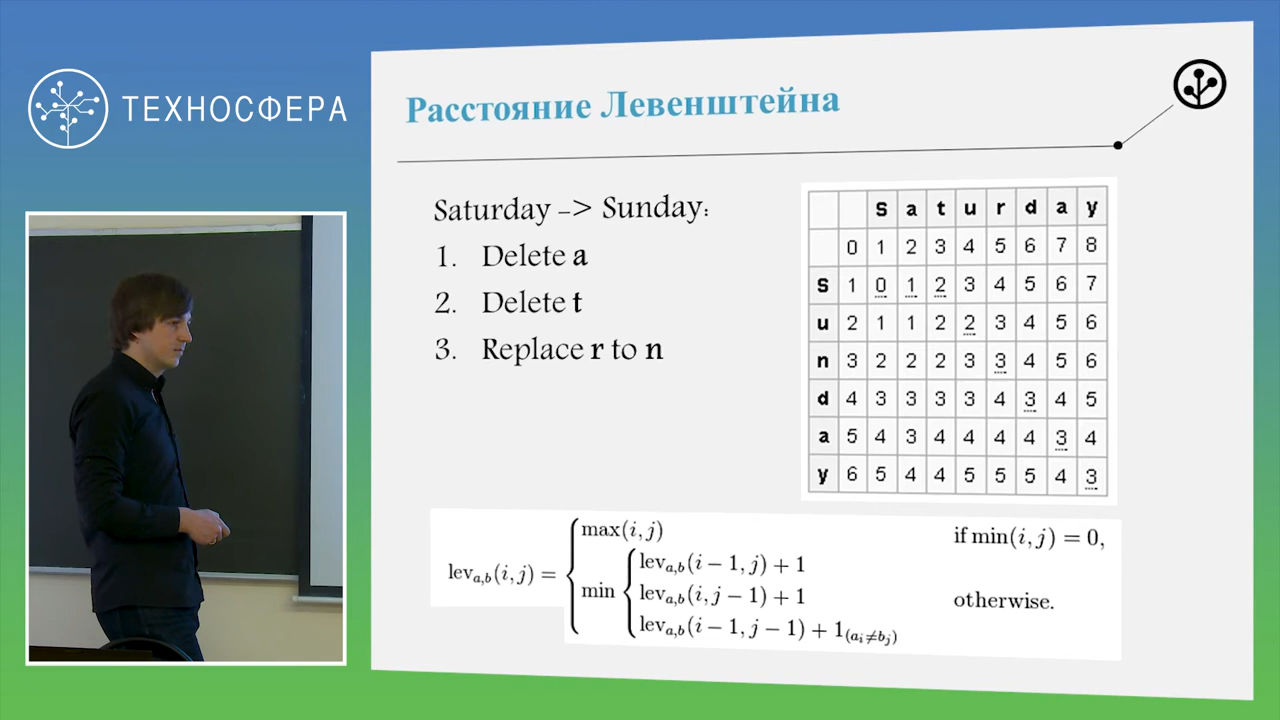 ТЕХНОСФЕРА
Расстояние Левенштейна
Saturday -> Sunday:
1. Delete a
2. Delete t
3. Replace r to n
S a t u r d a y
0 1 2 3 4 5 6 7 8
S 1 0 1 2 3 4 5 6 7
u 2 1 1 2 2 3 4 5 6
n 3 2 2 2 3 3 4 5 6
d 4 3 3 3 3 4 3 4 5
a 5 4 3 4 4 4 4 3 4
y 6 5 4 4 5 5 5 4 3
max(i, j) if min(i, j) = 0,
lev_{a,b}(i, j) = { min { lev_{a,b}(i − 1, j) + 1
lev_{a,b}(i, j − 1) + 1 otherwise.
lev_{a,b}(i − 1, j − 1) + 1_{(a_i≠b_j)}